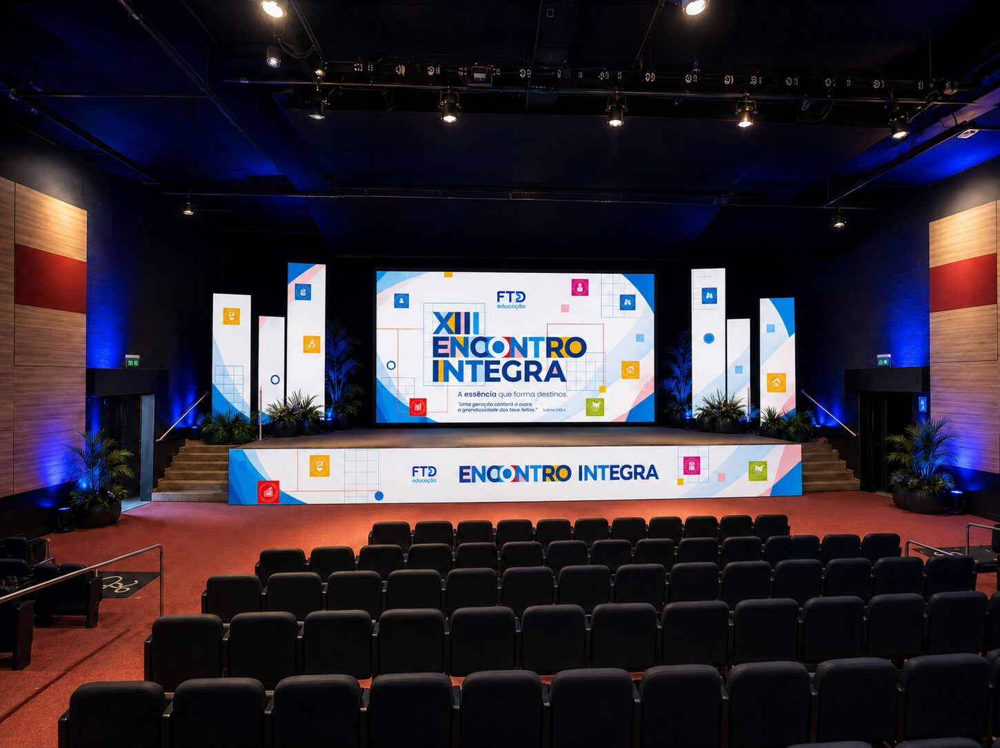 FTD
educação
XIII
ENCONTRO
INTEGRA
A essência que forma destinos.
"Uma geração contará à outra
a grandiosidade dos teus feitos." Salmo 145:4
FTD
educação
ENCONTRO INTEGRA